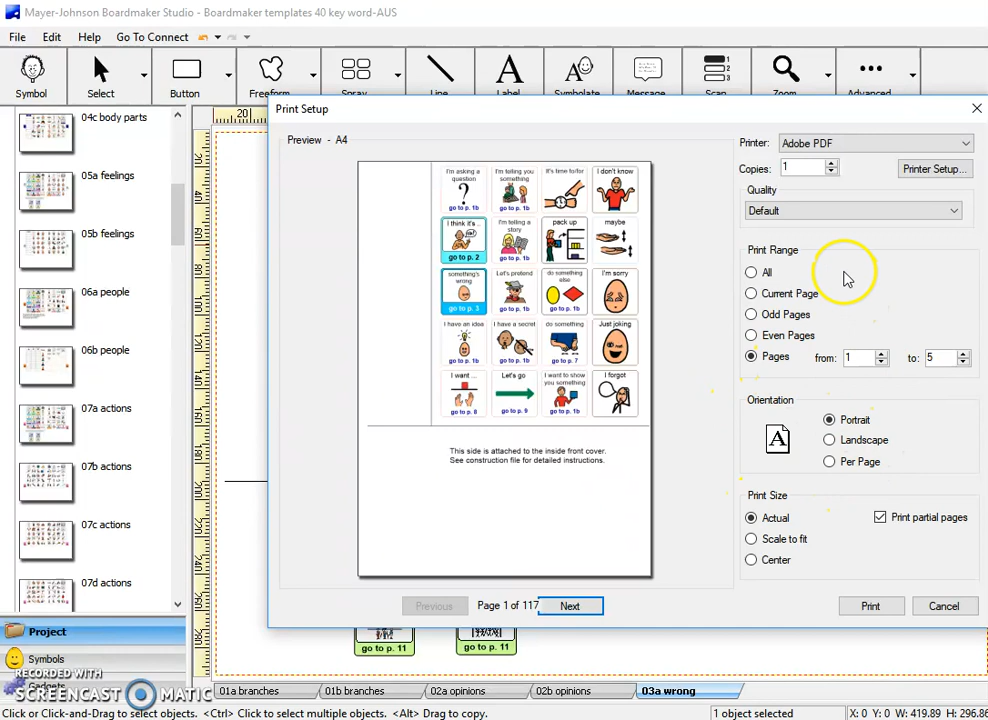 Mayer-Johnson Boardmaker Studio - Boardmaker templates 40 key word-AUS
File Edit Help Go To Connect
Symbol Select Button Freeform Spray Line Label Symbolate Message Scan Zoom Advanced
04c body parts
05a feelings
05b feelings
06a people
06b people
07a actions
07b actions
07c actions
07d actions
Project
Symbols
RECORDED WITH
SCREENCAST MATIC
20
Print Setup
Preview - A4
I'm asking a question
go to p. 1b
I'm telling you something
go to p. 1b
It's time to/for
I don't know
I think it's...
go to p. 2
I'm telling a story
go to p. 1b
pack up
maybe
something's wrong
go to p. 3
Let's pretend
go to p. 1b
do something else
go to p. 1b
I'm sorry
I have an idea
go to p. 1b
I have a secret
go to p. 1b
do something
go to p. 7
Just joking
I want ...
go to p. 8
Let's go
go to p. 9
I want to show you something
go to p. 1b
I forgot
This side is attached to the inside front cover.
See construction file for detailed instructions.
Previous Page 1 of 117 Next
Printer: Adobe PDF
Copies: 1 Printer Setup...
Quality
Default
Print Range
All
Current Page
Odd Pages
Even Pages
Pages from: 1 to: 5
Orientation
A
Portrait
Landscape
Per Page
Print Size
Actual Print partial pages
Scale to fit
Center
Print Cancel
go to p. 11 go to p. 11
01a branches 01b branches 02a opinions 02b opinions 03a wrong
Click or Click-and-Drag to select objects. <Ctrl> Click to select multiple objects. <Alt> Drag to copy. 1 object selected X: 0 Y: 0 W: 419.89 H: 296.86